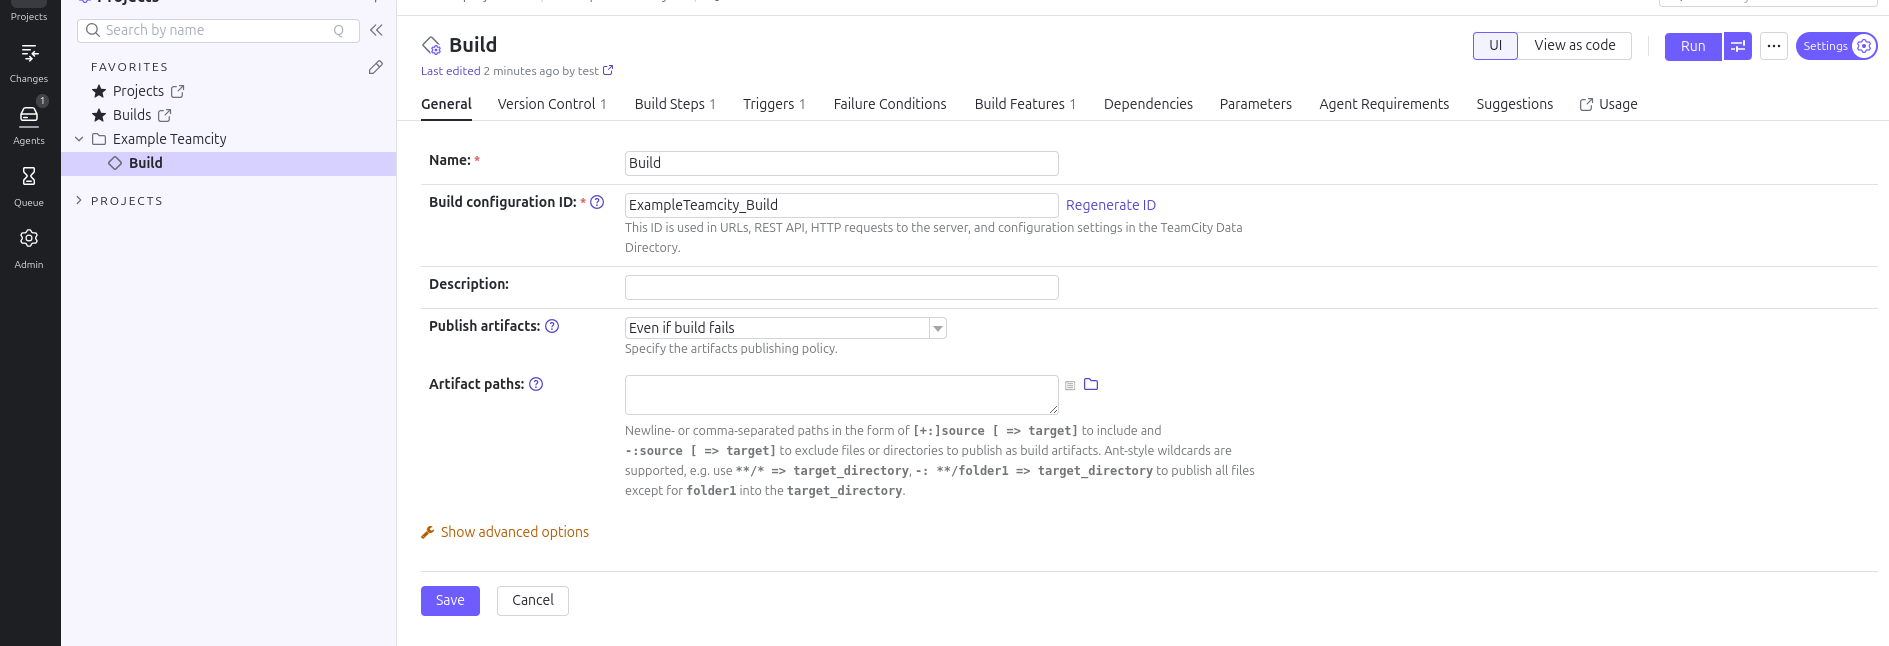 Projects
Projects
Search by name
Q
Changes
FAVORITES
Projects
1
Builds
Agents
Example Teamcity
Build
Queue
PROJECTS
Admin
Build
UI
View as code
Run
Settings
Last edited 2 minutes ago by test
General
Version Control 1
Build Steps 1
Triggers 1
Failure Conditions
Build Features 1
Dependencies
Parameters
Agent Requirements
Suggestions
Usage
Name: *
Build
Build configuration ID: *
ExampleTeamcity_Build
Regenerate ID
This ID is used in URLs, REST API, HTTP requests to the server, and configuration settings in the TeamCity Data
Directory.
Description:
Publish artifacts:
Even if build fails
Specify the artifacts publishing policy.
Artifact paths:
Newline- or comma-separated paths in the form of [+:]source [ => target] to include and
-:source [ => target] to exclude files or directories to publish as build artifacts. Ant-style wildcards are
supported, e.g. use **/* => target_directory, -: **/folder1 => target_directory to publish all files
except for folder1 into the target_directory.
Show advanced options
Save
Cancel